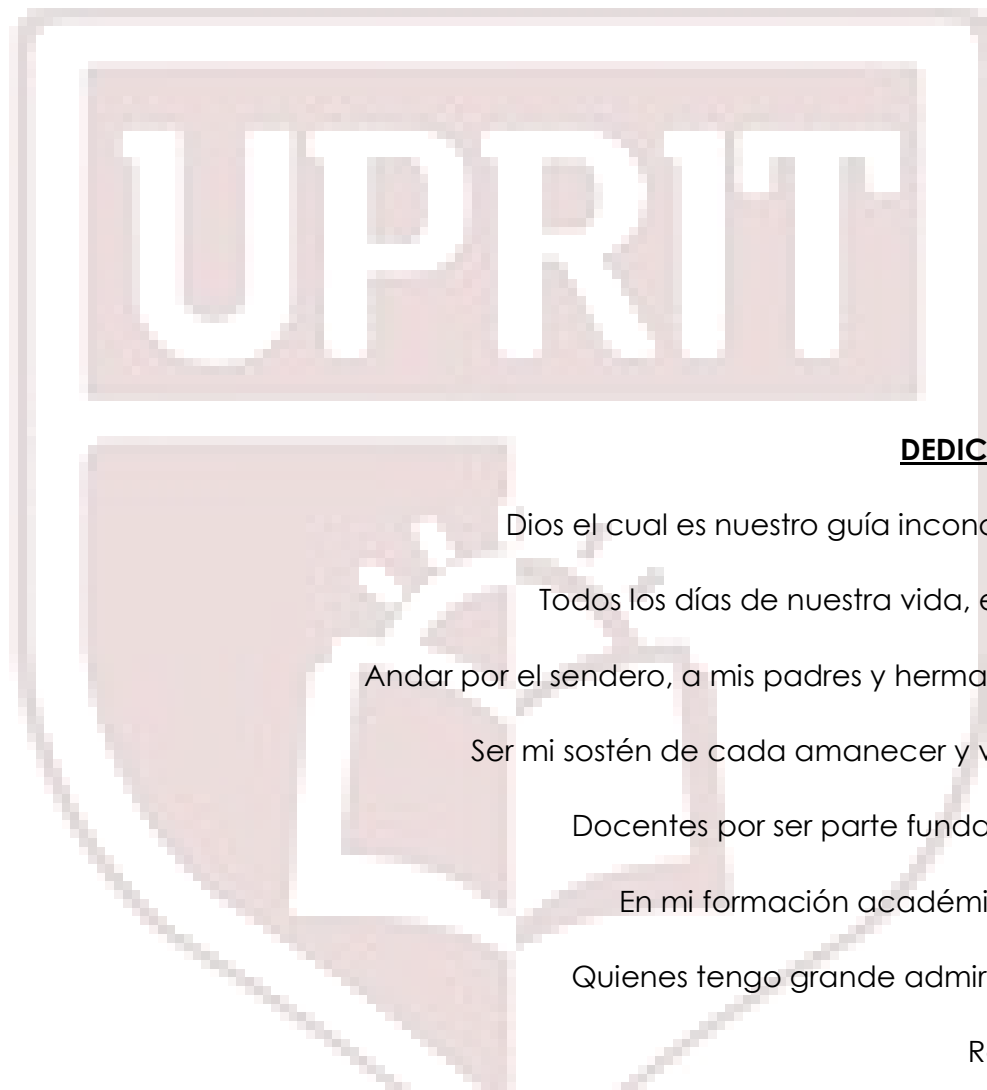 UPRIT
DEDIC
Dios el cual es nuestro guía incond
Todos los días de nuestra vida, e
Andar por el sendero, a mis padres y herma
Ser mi sostén de cada amanecer y v
Docentes por ser parte funda
En mi formación académi
Quienes tengo grande admir
R